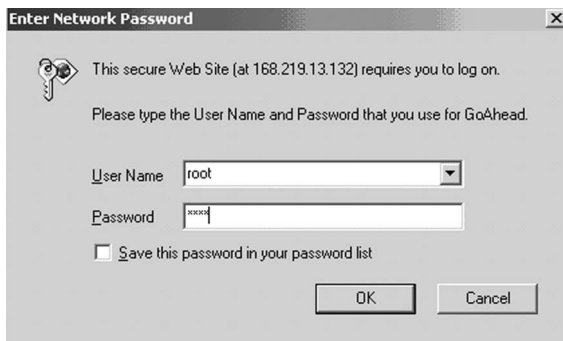 Enter Network Password
This secure Web Site (at 168.219.13.132) requires you to log on.
Please type the User Name and Password that you use for GoAhead.
User Name root
Password ****
Save this password in your password list
OK Cancel